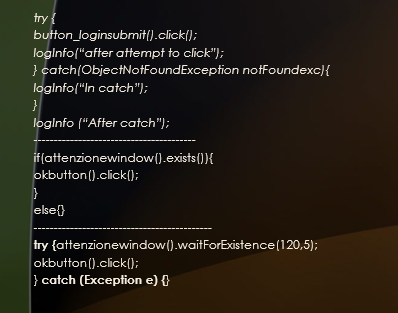 try {
button_loginsubmit().click();
logInfo(“after attempt to click”);
} catch(ObjectNotFoundException notFoundexc){
logInfo(“In catch”);
}
logInfo (“After catch”);
-----------------------------------------
if(attenzionewindow().exists()){
okbutton().click();
}
else{}
---------------------------------------------
try {attenzionewindow().waitForExistence(120,5);
okbutton().click();
} catch (Exception e) {}